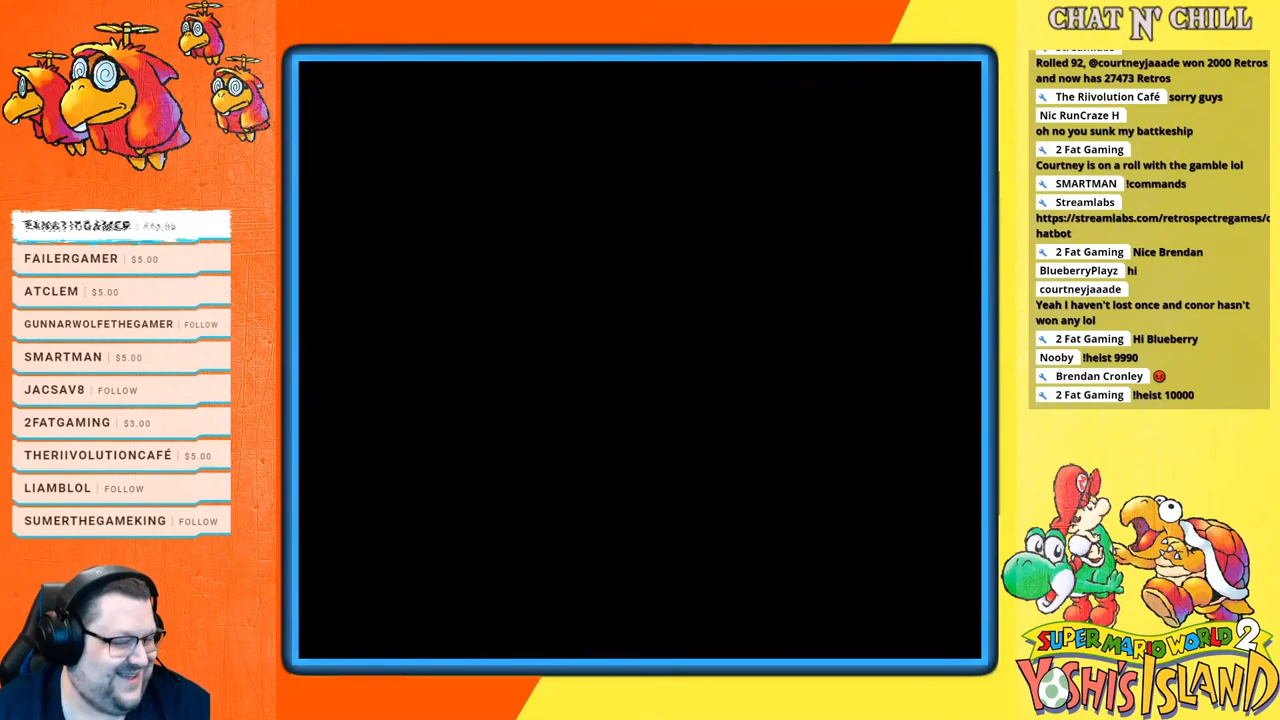 CHAT N' CHILL
Rolled 92, @courtneyjaaade won 2000 Retros
and now has 27473 Retros
The Riivolution Café sorry guys
Nic RunCraze H
oh no you sunk my battkeship
2 Fat Gaming
Courtney is on a roll with the gamble lol
SMARTMAN !commands
Streamlabs
https://streamlabs.com/retrospectregames/c
hatbot
2 Fat Gaming Nice Brendan
BlueberryPlayz hi
courtneyjaaade
Yeah I haven't lost once and conor hasn't
won any lol
2 Fat Gaming Hi Blueberry
Nooby !heist 9990
Brendan Cronley 😡
2 Fat Gaming !heist 10000
FAILERGAMER | $5.00
ATCLEM | $5.00
GUNNARWOLFETHEGAMER | FOLLOW
SMARTMAN | $5.00
JACSAV8 | FOLLOW
2FATGAMING | $3.00
THERIIVOLUTIONCAFÉ | $5.00
LIAMBLOL | FOLLOW
SUMERTHEGAMEKING | FOLLOW
SUPER MARIO WORLD 2
YOSHI'S ISLAND